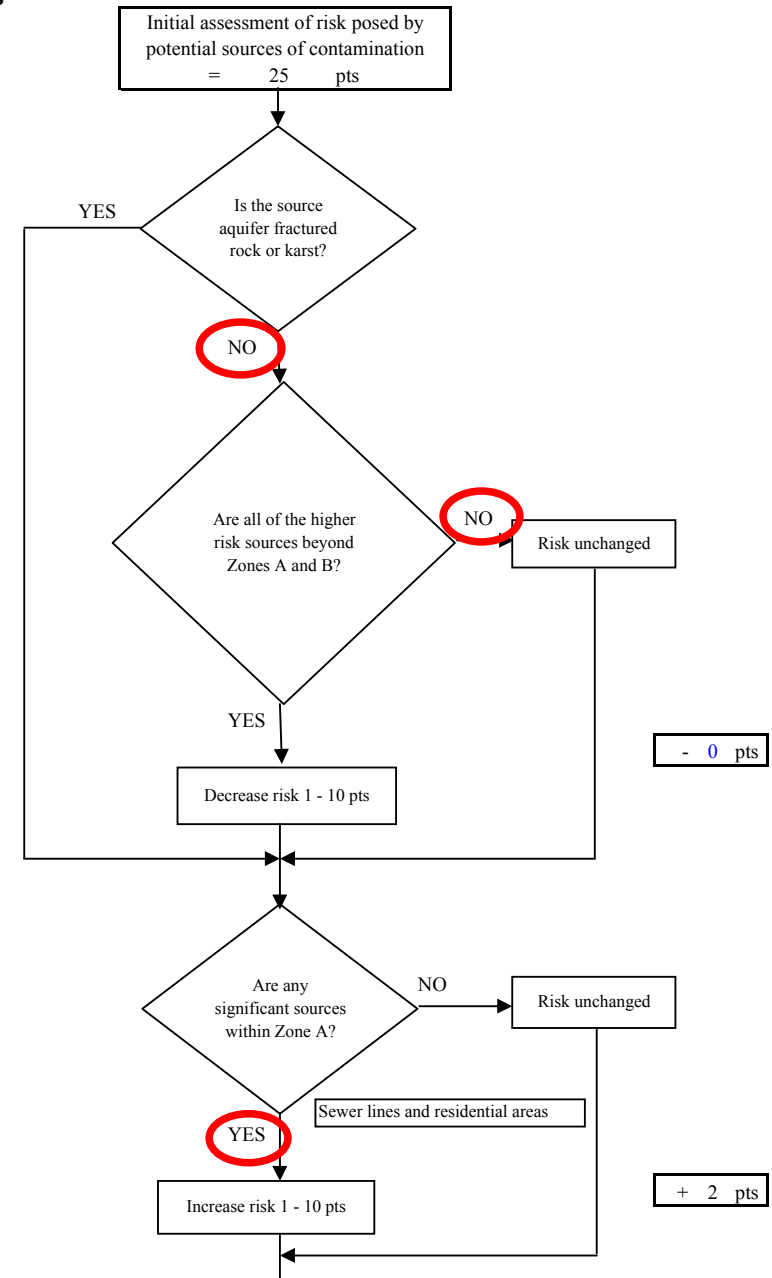 Initial assessment of risk posed by
potential sources of contamination
= 25 pts
YES
Is the source
aquifer fractured
rock or karst?
NO
Are all of the higher
risk sources beyond
Zones A and B?
NO
Risk unchanged
YES
- 0 pts
Decrease risk 1 - 10 pts
Are any
significant sources
within Zone A?
NO
Risk unchanged
Sewer lines and residential areas
YES
+ 2 pts
Increase risk 1 - 10 pts